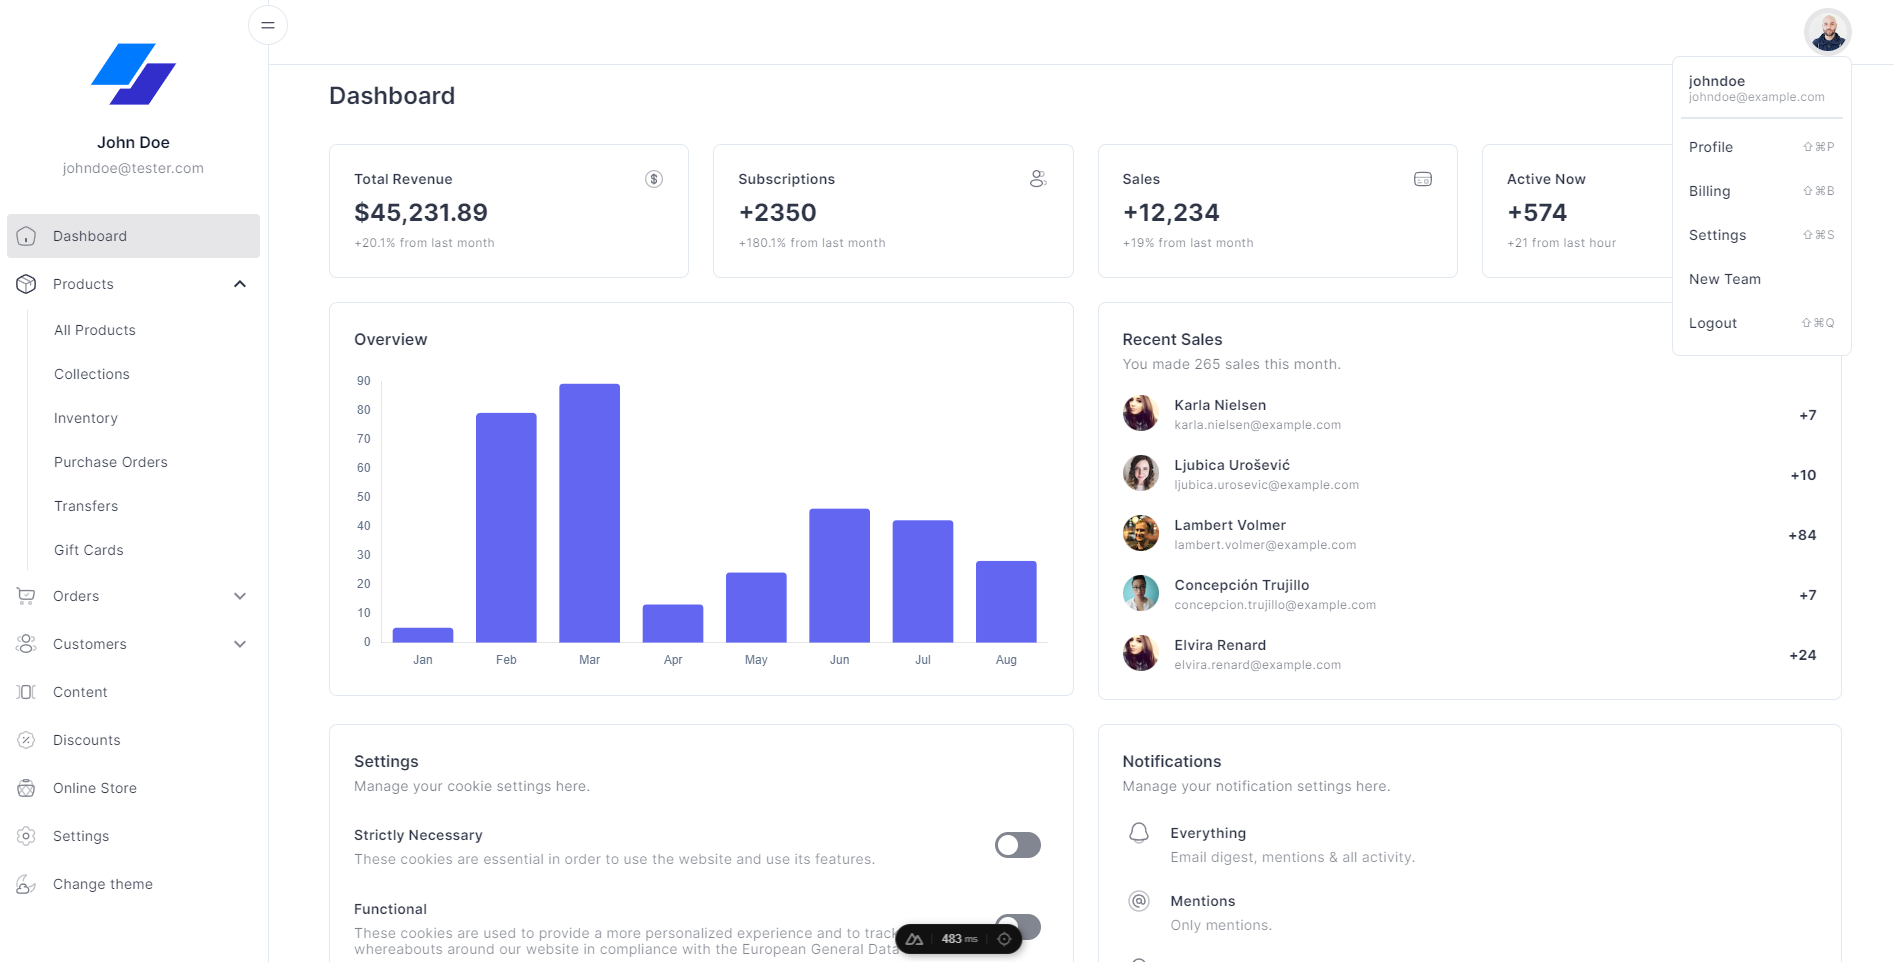 John Doe
johndoe@tester.com
Dashboard
Products
All Products
Collections
Inventory
Purchase Orders
Transfers
Gift Cards
Orders
Customers
Content
Discounts
Online Store
Settings
Change theme
Dashboard
Total Revenue
$45,231.89
+20.1% from last month
Subscriptions
+2350
+180.1% from last month
Sales
+12,234
+19% from last month
Active Now
+574
+21 from last hour
johndoe
johndoe@example.com
Profile ⇧⌘P
Billing ⇧⌘B
Settings ⇧⌘S
New Team
Logout ⇧⌘Q
Overview
90
80
70
60
50
40
30
20
10
0
Jan Feb Mar Apr May Jun Jul Aug
Recent Sales
You made 265 sales this month.
Karla Nielsen
karla.nielsen@example.com
+7
Ljubica Urošević
ljubica.urosevic@example.com
+10
Lambert Volmer
lambert.volmer@example.com
+84
Concepción Trujillo
concepcion.trujillo@example.com
+7
Elvira Renard
elvira.renard@example.com
+24
Settings
Manage your cookie settings here.
Strictly Necessary
These cookies are essential in order to use the website and use its features.
Functional
These cookies are used to provide a more personalized experience and to track
whereabouts around our website in compliance with the European General Data
483 ms
Notifications
Manage your notification settings here.
Everything
Email digest, mentions & all activity.
Mentions
Only mentions.